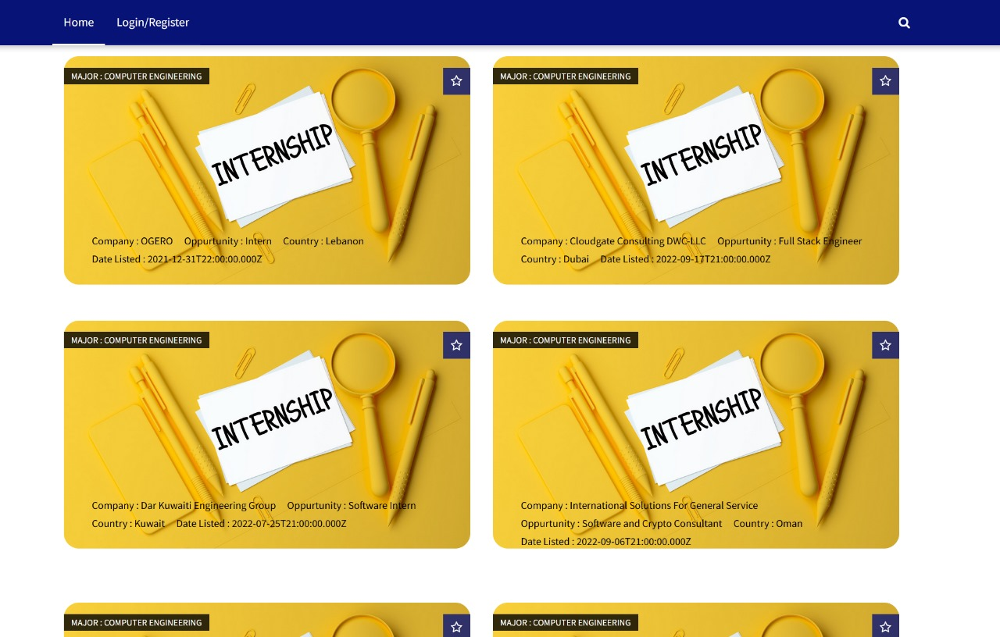 Home Login/Register
MAJOR : COMPUTER ENGINEERING
INTERNSHIP
Company : OGERO Oppurtunity : Intern Country : Lebanon
Date Listed : 2021-12-31T22:00:00.000Z
MAJOR : COMPUTER ENGINEERING
INTERNSHIP
Company : Cloudgate Consulting DWC-LLC Oppurtunity : Full Stack Engineer
Country : Dubai Date Listed : 2022-09-17T21:00:00.000Z
MAJOR : COMPUTER ENGINEERING
INTERNSHIP
Company : Dar Kuwaiti Engineering Group Oppurtunity : Software Intern
Country : Kuwait Date Listed : 2022-07-25T21:00:00.000Z
MAJOR : COMPUTER ENGINEERING
INTERNSHIP
Company : International Solutions For General Service
Oppurtunity : Software and Crypto Consultant Country : Oman
Date Listed : 2022-09-06T21:00:00.000Z
MAJOR : COMPUTER ENGINEERING
MAJOR : COMPUTER ENGINEERING